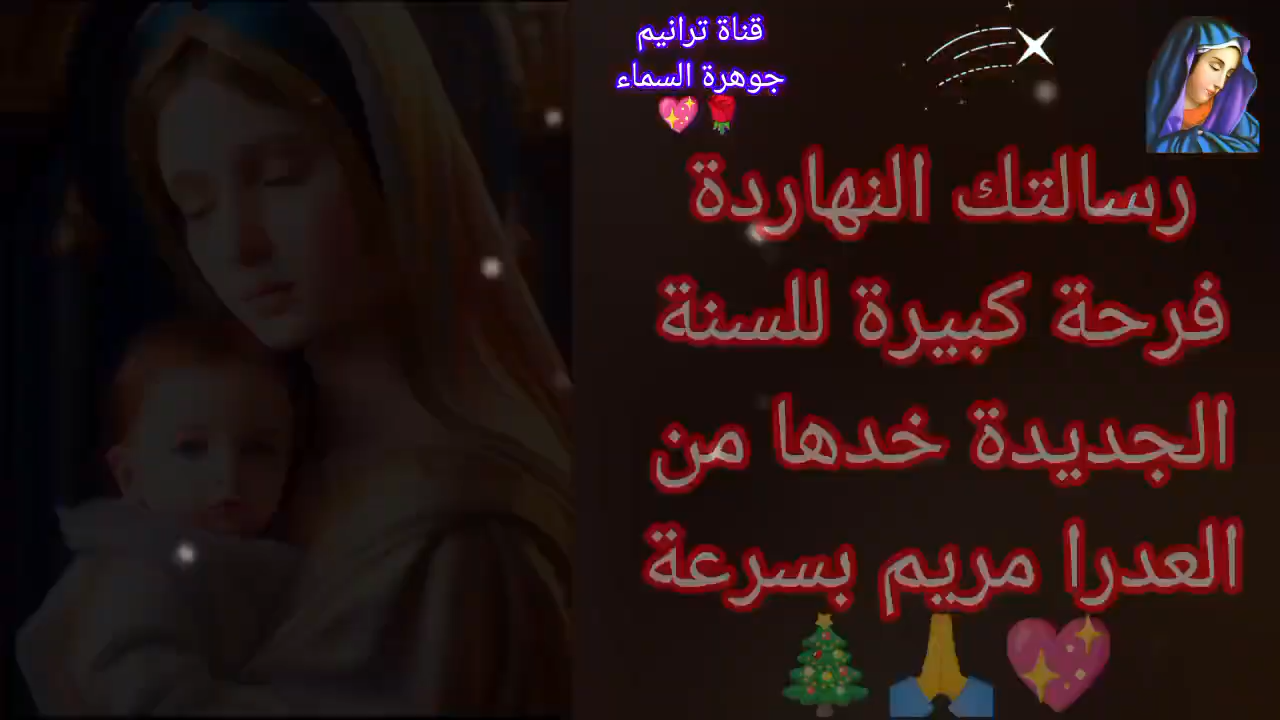 قناة ترانيم
جوهرة السماء
💖🌹
رسالتك النهاردة
فرحة كبيرة للسنة
الجديدة خدها من
العدرا مريم بسرعة
🎄🙏💖